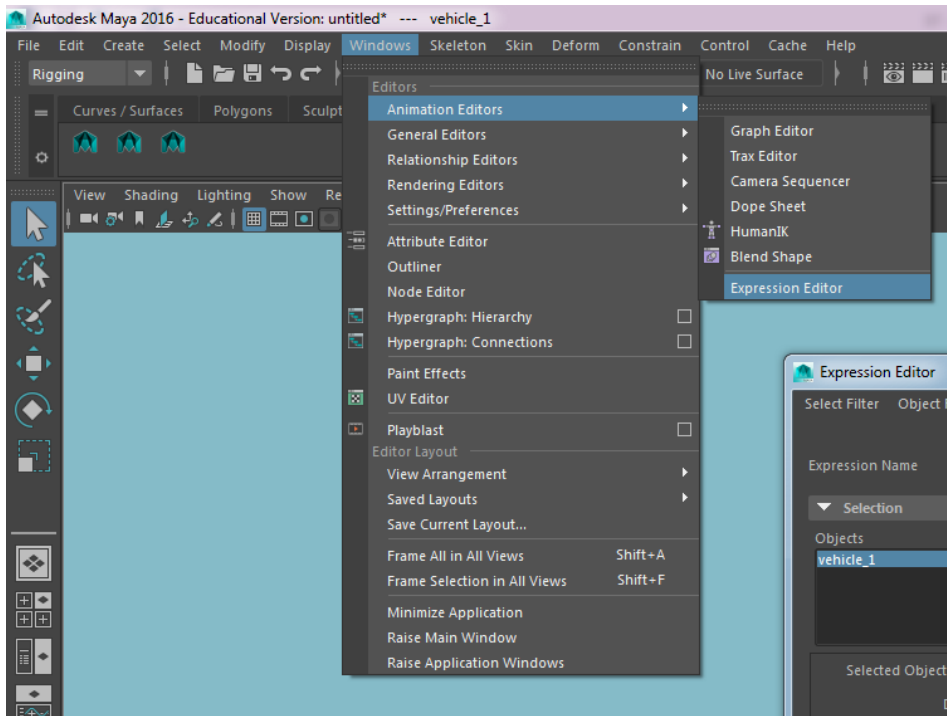 Autodesk Maya 2016 - Educational Version: untitled* --- vehicle_1
File Edit Create Select Modify Display Windows Skeleton Skin Deform Constrain Control Cache Help
Rigging No Live Surface
Curves / Surfaces Polygons Sculpt
View Shading Lighting Show Re
Editors
Animation Editors
General Editors
Relationship Editors
Rendering Editors
Settings/Preferences
Attribute Editor
Outliner
Node Editor
Hypergraph: Hierarchy
Hypergraph: Connections
Paint Effects
UV Editor
Playblast
Editor Layout
View Arrangement
Saved Layouts
Save Current Layout...
Frame All in All Views Shift+A
Frame Selection in All Views Shift+F
Minimize Application
Raise Main Window
Raise Application Windows
Graph Editor
Trax Editor
Camera Sequencer
Dope Sheet
HumanIK
Blend Shape
Expression Editor
Expression Editor
Select Filter Object
Expression Name
Selection
Objects
vehicle_1
Selected Object